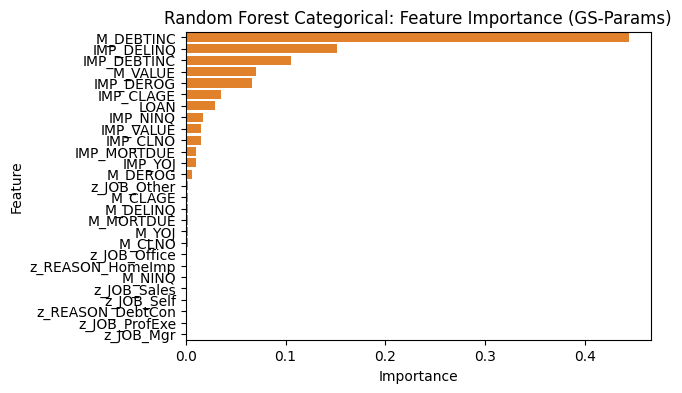 Random Forest Categorical: Feature Importance (GS-Params)
M_DEBTINC
IMP_DELINQ
IMP_DEBTINC
M_VALUE
IMP_DEROG
IMP_CLAGE
LOAN
IMP_NINQ
IMP_VALUE
IMP_CLNO
IMP_MORTDUE
IMP_YOJ
M_DEROG
z_JOB_Other
M_CLAGE
M_DELINQ
M_MORTDUE
M_YOJ
M_CLNO
z_JOB_Office
z_REASON_HomeImp
M_NINQ
z_JOB_Sales
z_JOB_Self
z_REASON_DebtCon
z_JOB_ProfExe
z_JOB_Mgr
Feature
0.0 0.1 0.2 0.3 0.4
Importance